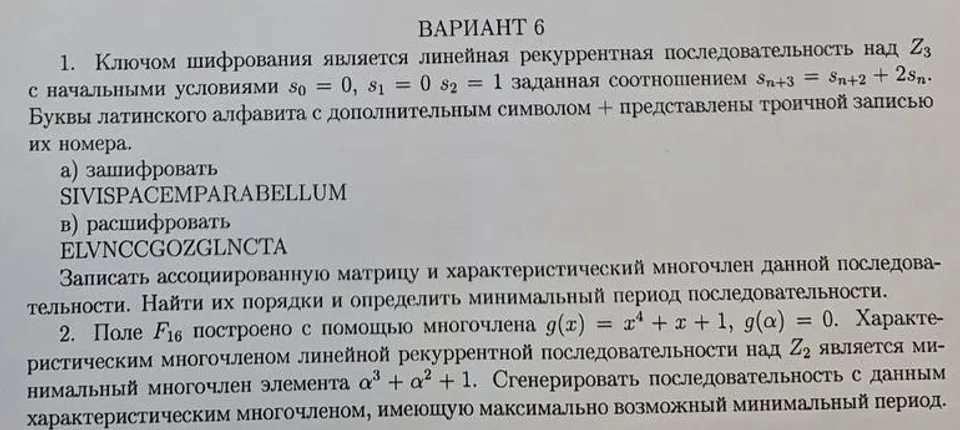 ВАРИАНТ 6
1. Ключом шифрования является линейная рекуррентная последовательность над Z₃
с начальными условиями s₀ = 0, s₁ = 0 s₂ = 1 заданная соотношением sₙ₊₃ = sₙ₊₂ + 2sₙ.
Буквы латинского алфавита с дополнительным символом + представлены троичной записью
их номера.
а) зашифровать
SIVISPACEMPARABELLUM
в) расшифровать
ELVNCCGOZGLNCTA
Записать ассоциированную матрицу и характеристический многочлен данной последова-
тельности. Найти их порядки и определить минимальный период последовательности.
2. Поле F₁₆ построено с помощью многочлена g(x) = x⁴ + x + 1, g(α) = 0. Характе-
ристическим многочленом линейной рекуррентной последовательности над Z₂ является ми-
нимальный многочлен элемента α³ + α² + 1. Сгенерировать последовательность с данным
характеристическим многочленом, имеющую максимально возможный минимальный период.